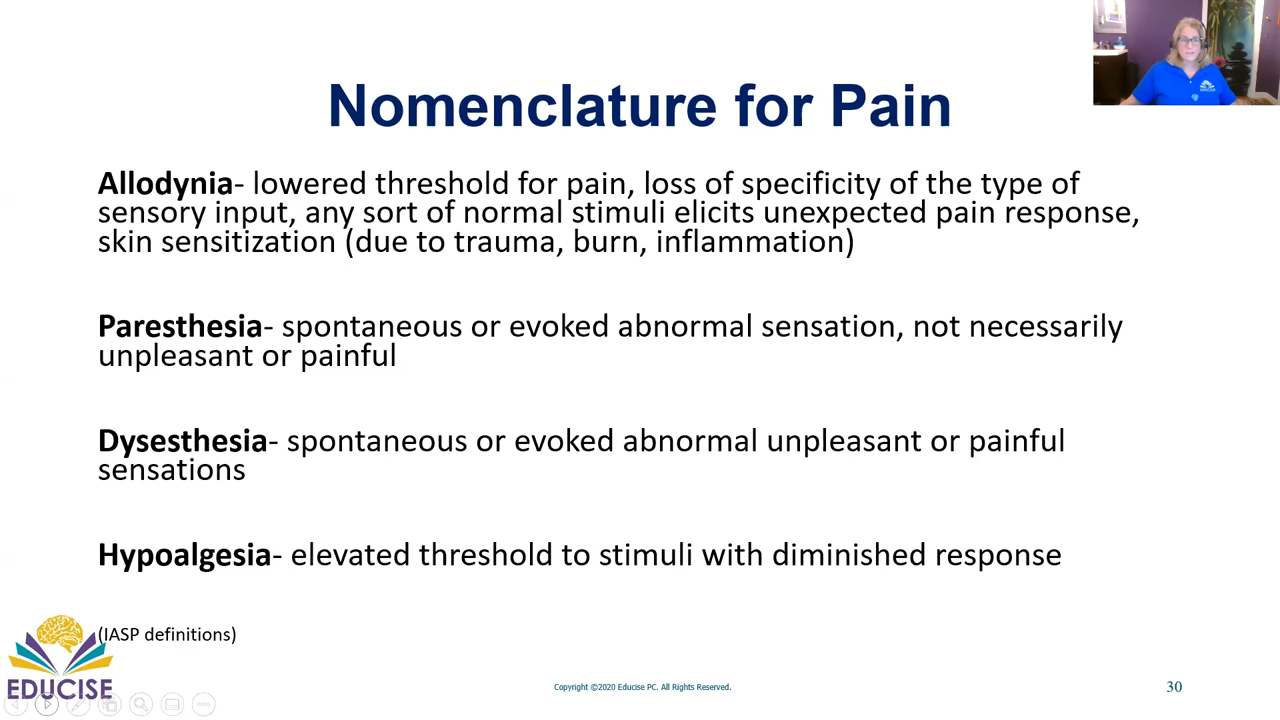 Nomenclature for Pain
Allodynia- lowered threshold for pain, loss of specificity of the type of
sensory input, any sort of normal stimuli elicits unexpected pain response,
skin sensitization (due to trauma, burn, inflammation)
Paresthesia- spontaneous or evoked abnormal sensation, not necessarily
unpleasant or painful
Dysesthesia- spontaneous or evoked abnormal unpleasant or painful
sensations
Hypoalgesia- elevated threshold to stimuli with diminished response
(IASP definitions)
EDUCISE
Copyright ©2020 Educise PC. All Rights Reserved.
30